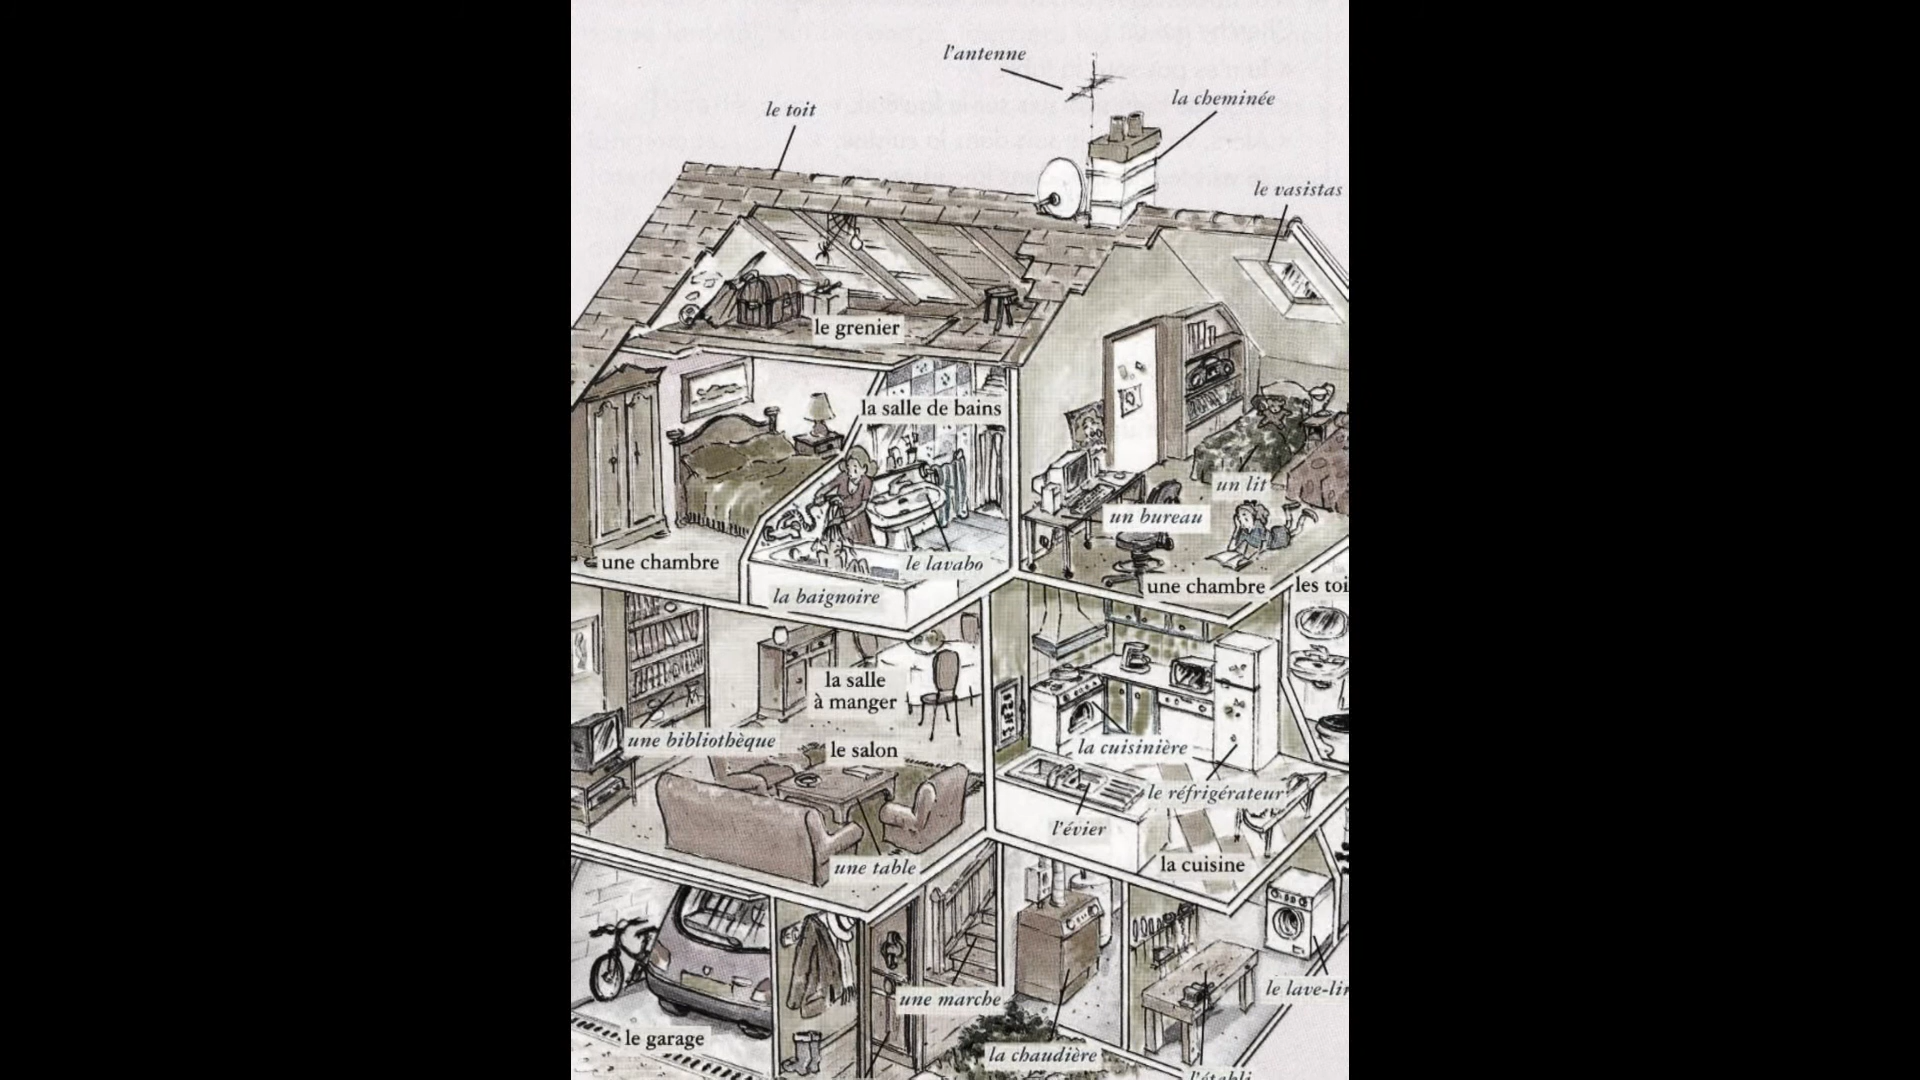 l'antenne
la cheminée
le toit
le vasistas
le grenier
la salle de bains
un lit
un bureau
une chambre
le lavabo
la baignoire
une chambre
les toi
la salle
à manger
une bibliothèque
le salon
la cuisinière
le réfrigérateur
l'évier
une table
la cuisine
une marche
le lave-lin
le garage
la chaudière
l'établi